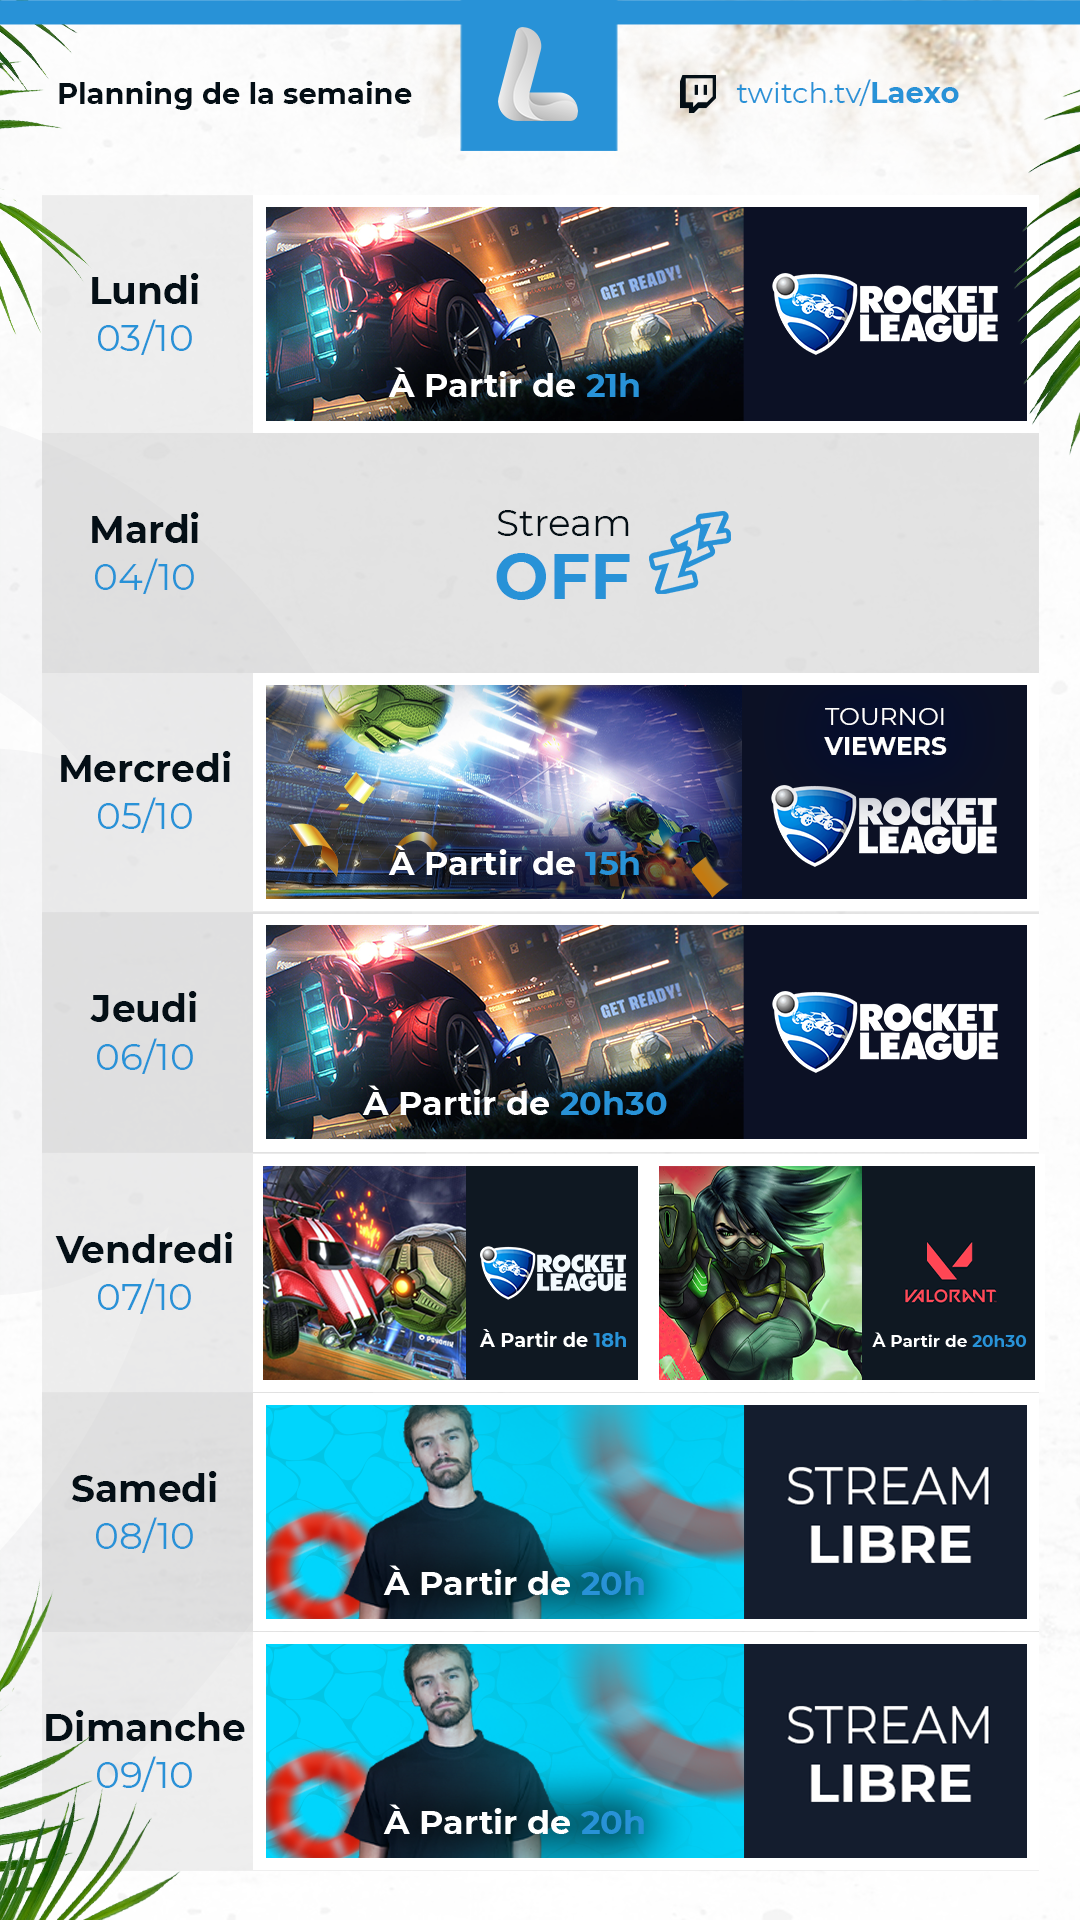 Planning de la semaine
twitch.tv/Laexo
Lundi
03/10
GET READY!
À Partir de 21h
ROCKET
LEAGUE
Mardi
04/10
Stream
OFF
ZZZ
Mercredi
05/10
À Partir de 15h
TOURNOI
VIEWERS
ROCKET
LEAGUE
Jeudi
06/10
GET READY!
À Partir de 20h30
ROCKET
LEAGUE
Vendredi
07/10
ROCKET
LEAGUE
À Partir de 18h
VALORANT
À Partir de 20h30
Samedi
08/10
À Partir de 20h
STREAM
LIBRE
Dimanche
09/10
À Partir de 20h
STREAM
LIBRE